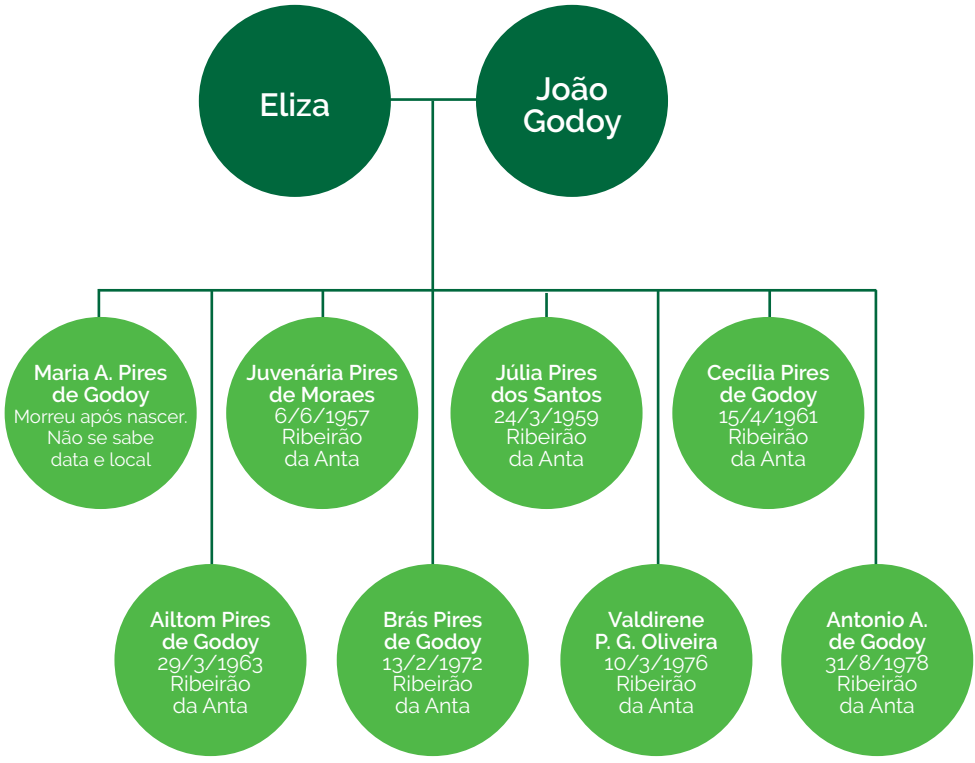 Eliza
João
Godoy
Maria A. Pires
de Godoy
Morreu após nascer.
Não se sabe
data e local
Juvenária Pires
de Moraes
6/6/1957
Ribeirão
da Anta
Júlia Pires
dos Santos
24/3/1959
Ribeirão
da Anta
Cecília Pires
de Godoy
15/4/1961
Ribeirão
da Anta
Ailtom Pires
de Godoy
29/3/1963
Ribeirão
da Anta
Brás Pires
de Godoy
13/2/1972
Ribeirão
da Anta
Valdirene
P. G. Oliveira
10/3/1976
Ribeirão
da Anta
Antonio A.
de Godoy
31/8/1978
Ribeirão
da Anta